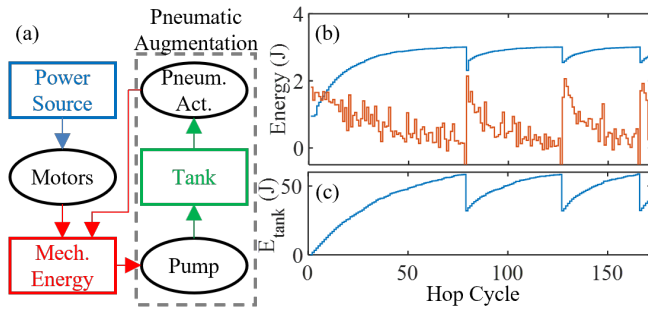 (a)
Pneumatic
Augmentation
Power
Source
Pneum.
Act.
Motors
Tank
Mech.
Energy
Pump
(b)
Energy (J)
4
2
0
(c)
E_tank (J)
50
0
0
50
100
150
Hop Cycle